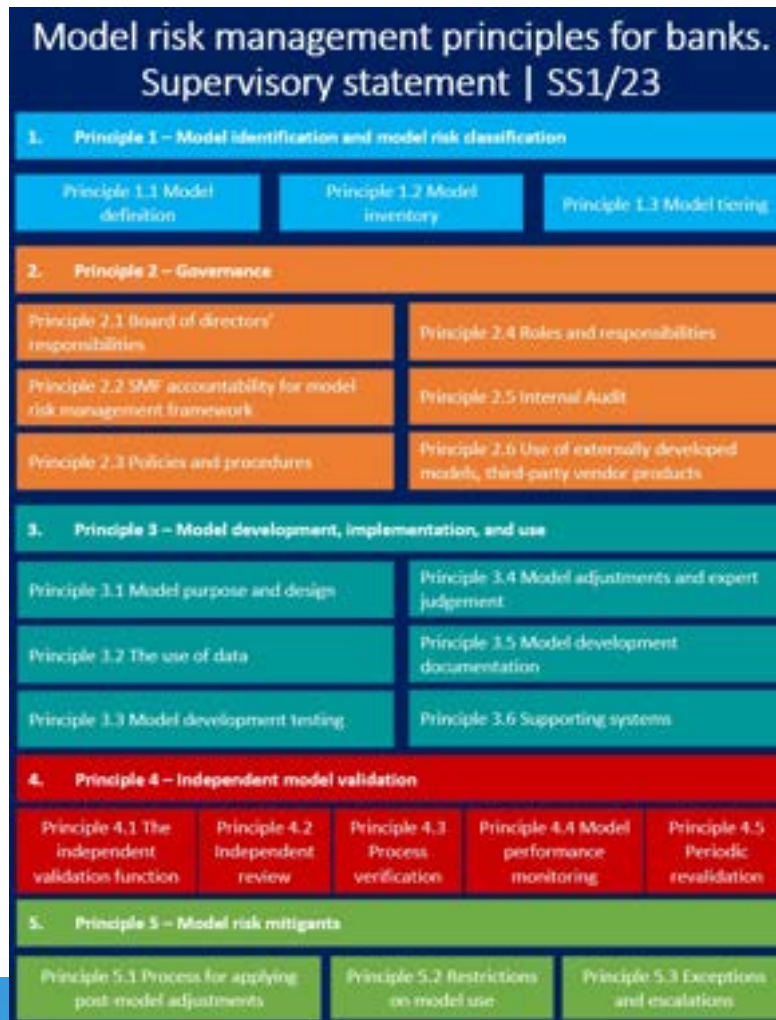 Model risk management principles for banks.
Supervisory statement | SS1/23
1. Principle 1 – Model identification and model risk classification
Principle 1.1 Model
definition
Principle 1.2 Model
inventory
Principle 1.3 Model tiering
2. Principle 2 – Governance
Principle 2.1 Board of directors'
responsibilities
Principle 2.4 Roles and responsibilities
Principle 2.2 SMF accountability for model
risk management framework
Principle 2.5 Internal Audit
Principle 2.3 Policies and procedures
Principle 2.6 Use of externally developed
models, third-party vendor products
3. Principle 3 – Model development, implementation, and use
Principle 3.1 Model purpose and design
Principle 3.4 Model adjustments and expert
judgement
Principle 3.2 The use of data
Principle 3.5 Model development
documentation
Principle 3.3 Model development testing
Principle 3.6 Supporting systems
4. Principle 4 – Independent model validation
Principle 4.1 The
independent
validation function
Principle 4.2
Independent
review
Principle 4.3
Process
verification
Principle 4.4 Model
performance
monitoring
Principle 4.5
Periodic
revalidation
5. Principle 5 – Model risk mitigants
Principle 5.1 Process for applying
post-model adjustments
Principle 5.2 Restrictions
on model use
Principle 5.3 Exceptions
and escalations